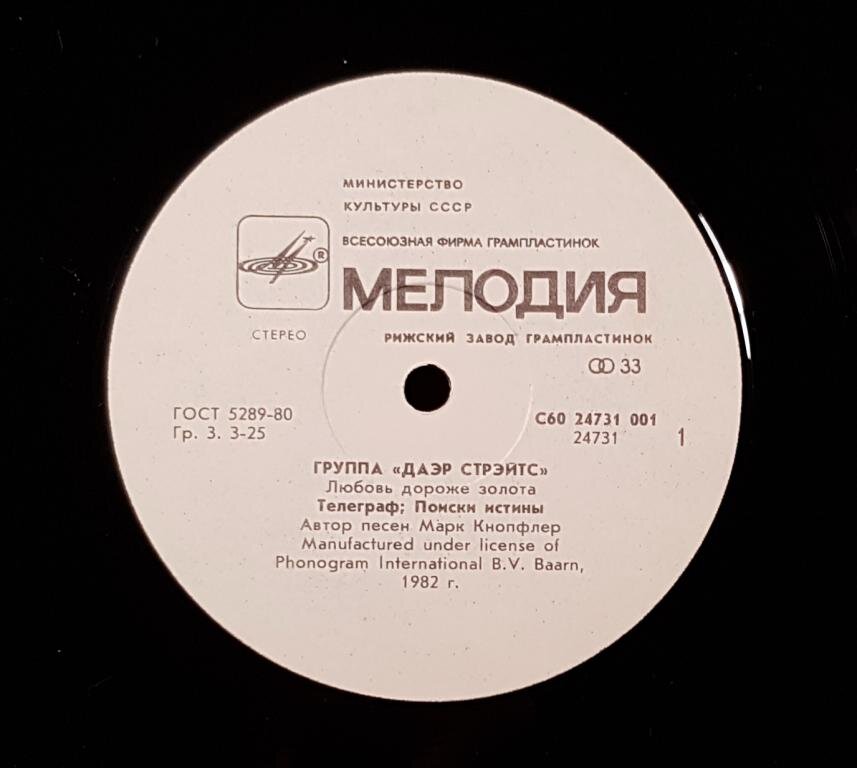 МИНИСТЕРСТВО
КУЛЬТУРЫ СССР
ВСЕСОЮЗНАЯ ФИРМА ГРАМПЛАСТИНОК
®
МЕЛОДИЯ
СТЕРЕО
РИЖСКИЙ ЗАВОД ГРАМПЛАСТИНОК
33
ГОСТ 5289-80
Гр. 3. 3-25
С60 24731 001
24731
1
ГРУППА «ДАЭР СТРЭЙТС»
Любовь дороже золота
Телеграф; Поиски истины
Автор песен Марк Кнопфлер
Manufactured under license of
Phonogram International B.V. Baarn,
1982 г.